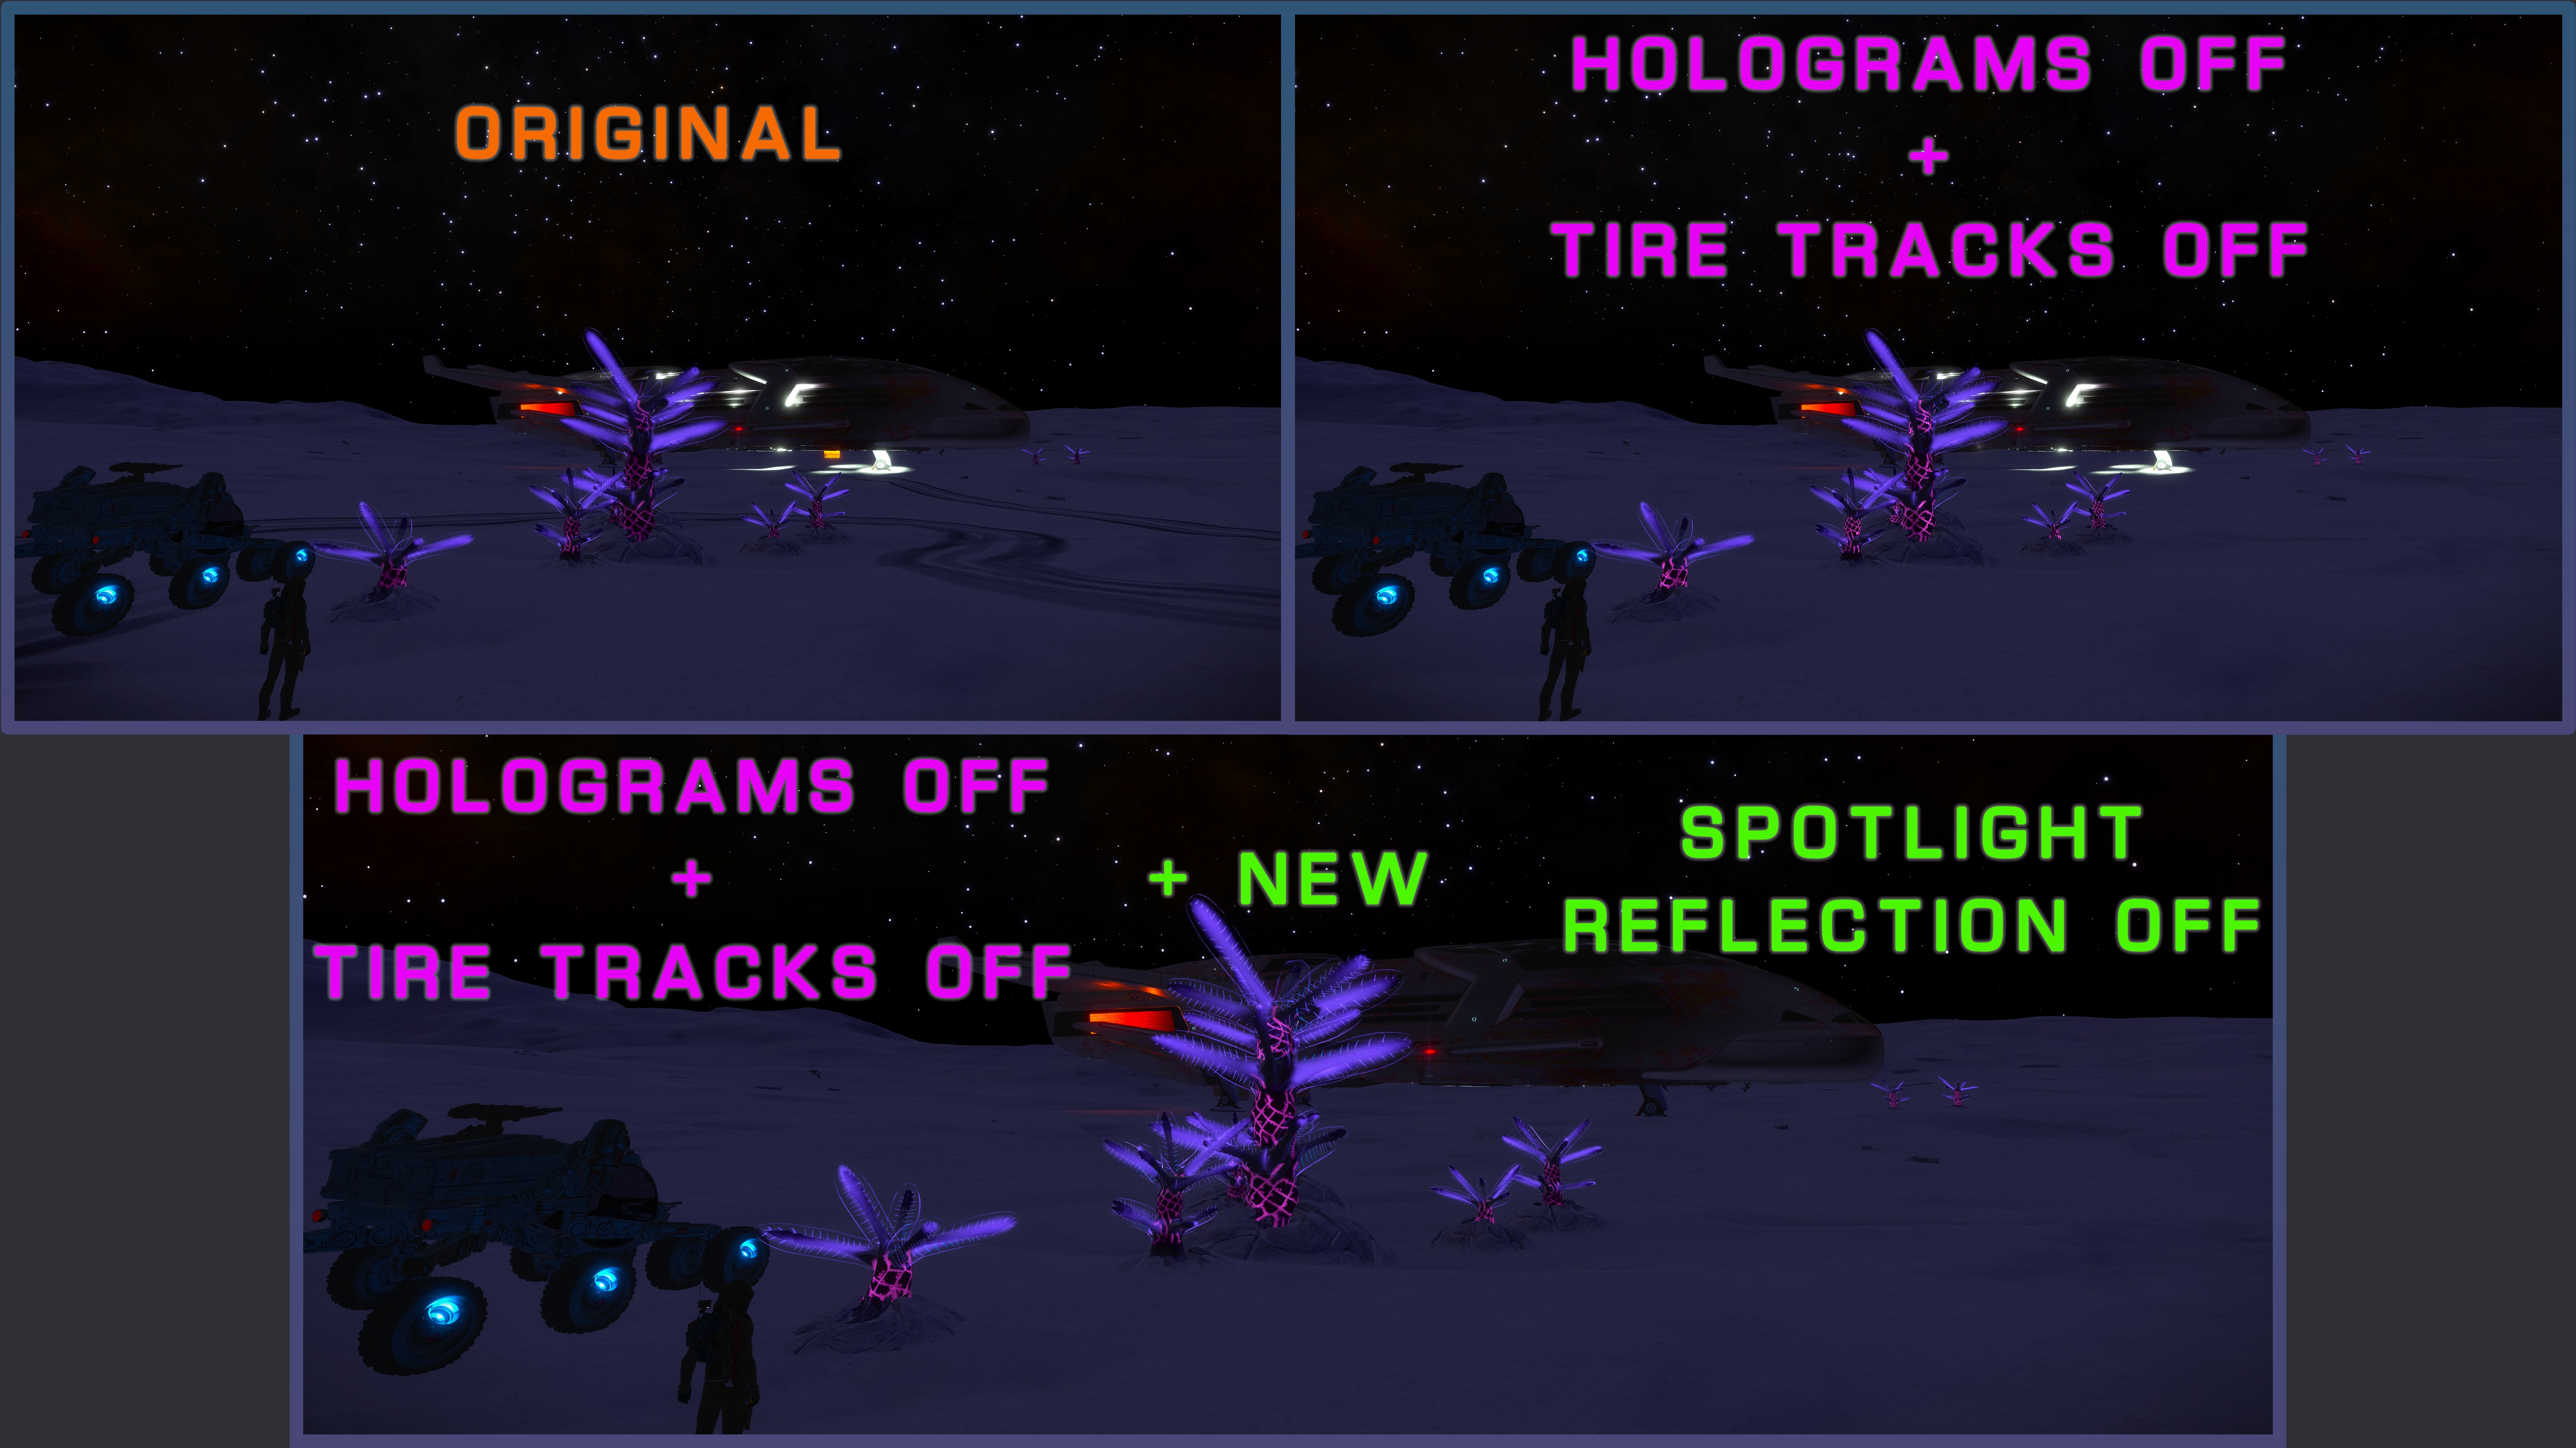 ORIGINAL
HOLOGRAMS OFF
+
TIRE TRACKS OFF
HOLOGRAMS OFF
+
TIRE TRACKS OFF
+ NEW
SPOTLIGHT
REFLECTION OFF